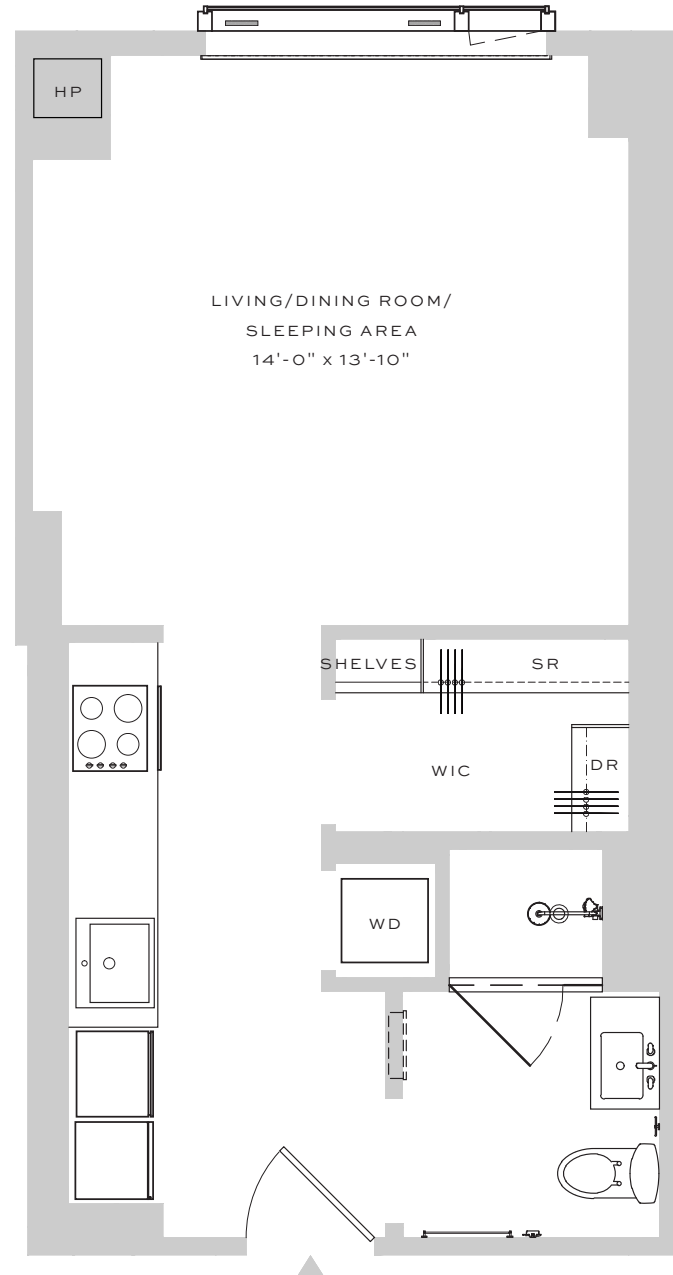 HP
LIVING/DINING ROOM/
SLEEPING AREA
14'-0" x 13'-10"
SHELVES
SR
WIC
DR
WD